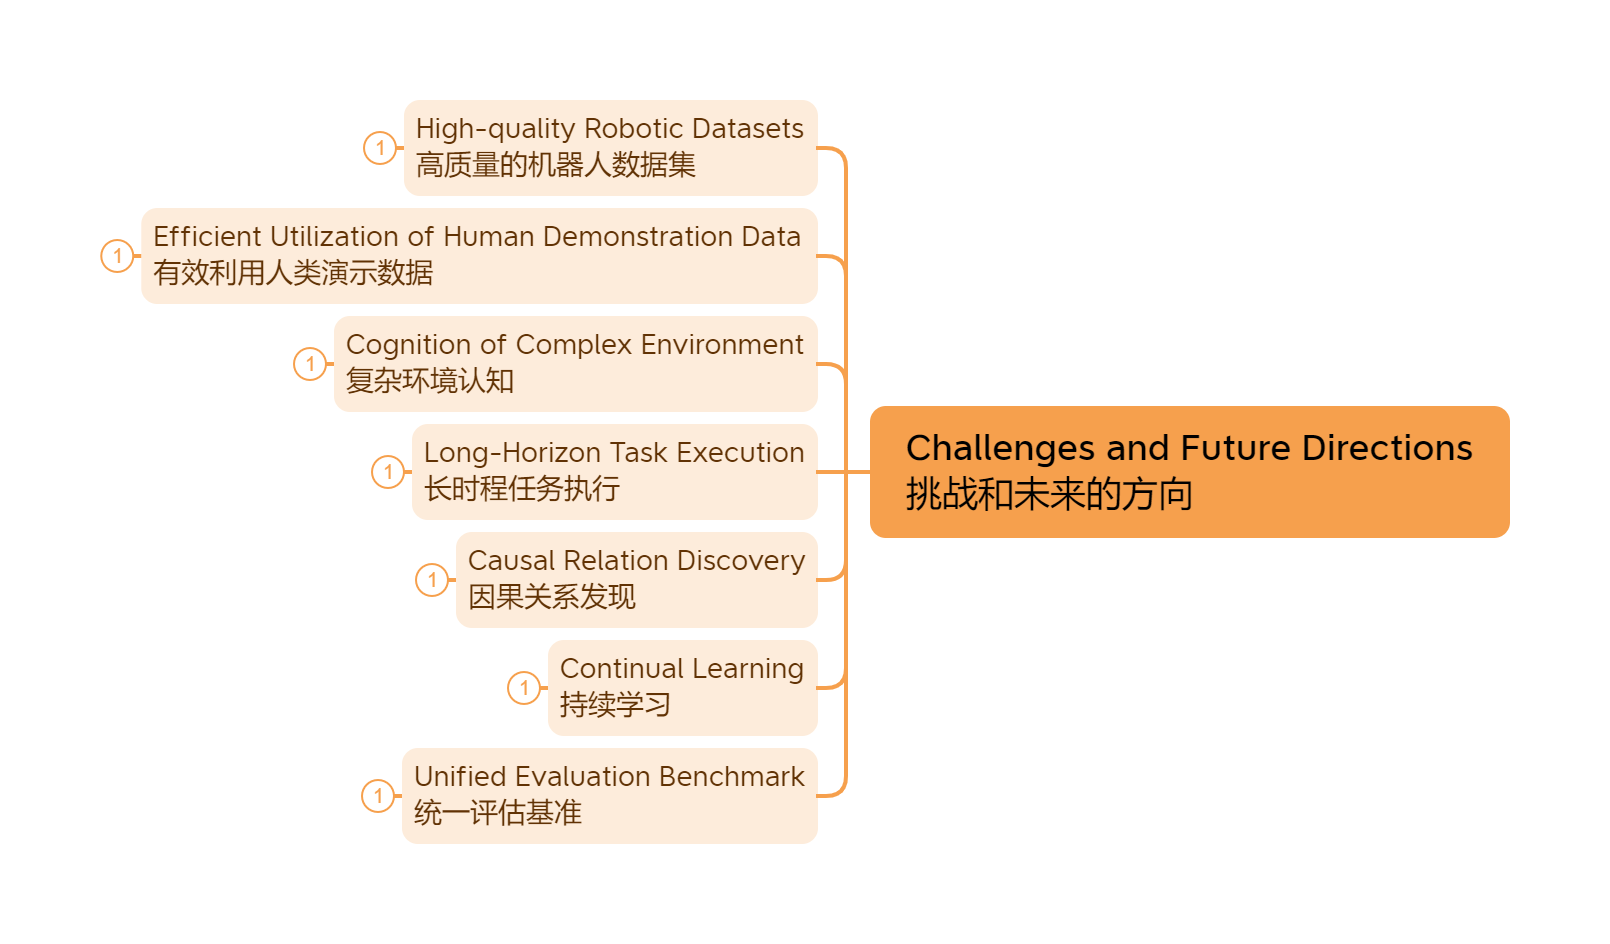 High-quality Robotic Datasets
高质量的机器人数据集
1
Efficient Utilization of Human Demonstration Data
有效利用人类演示数据
1
Cognition of Complex Environment
复杂环境认知
1
Long-Horizon Task Execution
长时程任务执行
1
Causal Relation Discovery
因果关系发现
1
Continual Learning
持续学习
1
Unified Evaluation Benchmark
统一评估基准
1
Challenges and Future Directions
挑战和未来的方向